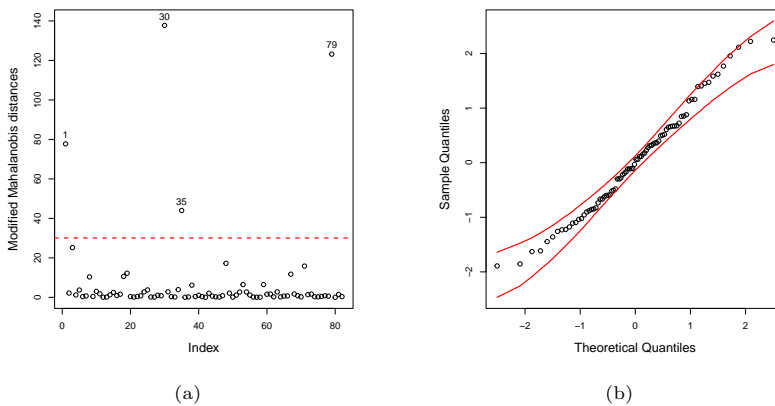 30
79
1
35
Modified Mahalanobis distances
0 20 40 60 80 100 120 140
0 20 40 60 80
Index
Sample Quantiles
−2 −1 0 1 2
−2 −1 0 1 2
Theoretical Quantiles
(a)
(b)